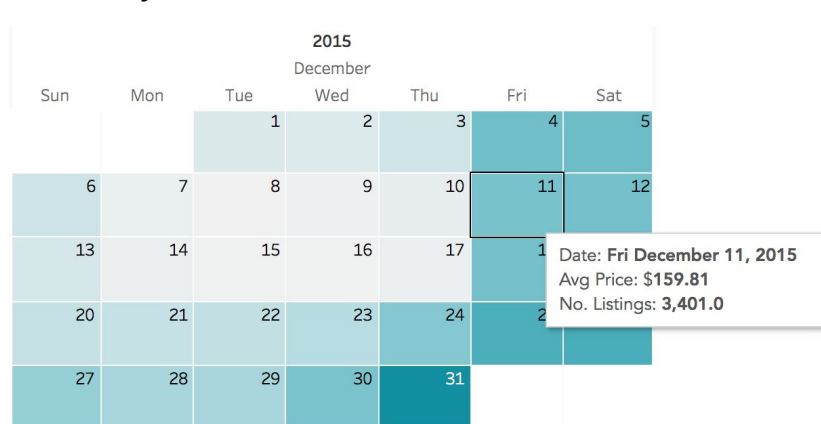 2015
December
Sun Mon Tue Wed Thu Fri Sat
1 2 3 4 5
6 7 8 9 10 11 12
13 14 15 16 17
Date: Fri December 11, 2015
Avg Price: $159.81
No. Listings: 3,401.0
20 21 22 23 24
27 28 29 30 31